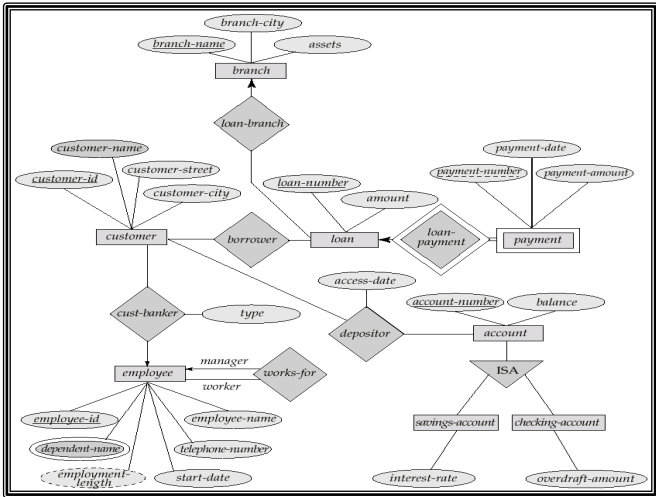 branch-city
branch-name
assets
branch
loan-branch
customer-name
customer-street
customer-id
customer-city
customer
borrower
loan-number
amount
loan
loan-
payment
payment-date
payment-number
payment-amount
payment
cust-banker
type
access-date
depositor
account-number
balance
account
ISA
manager
employee
works-for
worker
employee-id
employee-name
dependent-name
telephone-number
employment-
length
start-date
savings-account
checking-account
interest-rate
overdraft-amount